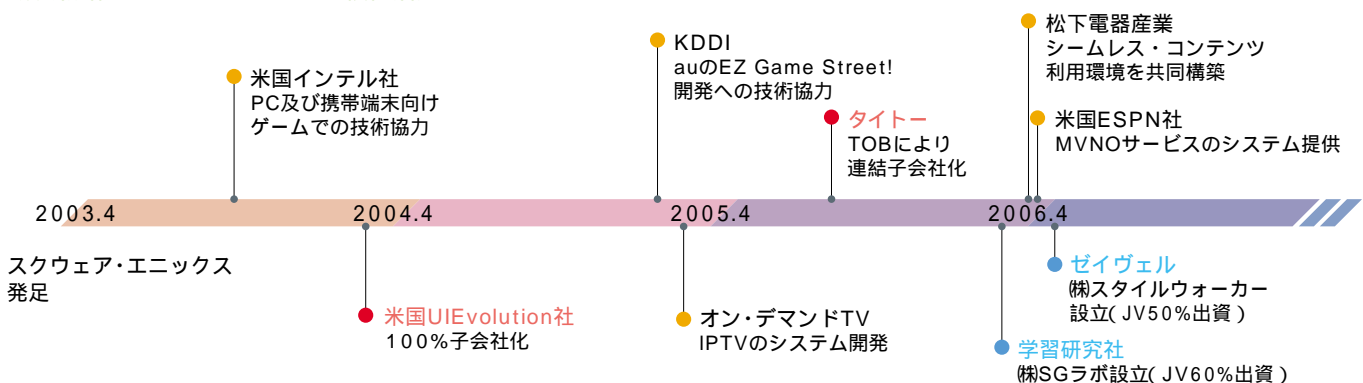 松下電器産業
シームレス・コンテンツ
利用環境を共同構築
KDDI
auのEZ Game Street!
開発への技術協力
米国インテル社
PC及び携帯端末向け
ゲームでの技術協力
タイトー
TOBにより
連結子会社化
米国ESPN社
MVNOサービスのシステム提供
2003.4
2004.4
2005.4
2006.4
スクウェア・エニックス
発足
米国UIEvolution社
100%子会社化
オン・デマンドTV
IPTVのシステム開発
ゼイヴェル
㈱スタイルウォーカー
設立(JV50%出資)
学習研究社
㈱SGラボ設立(JV60%出資)